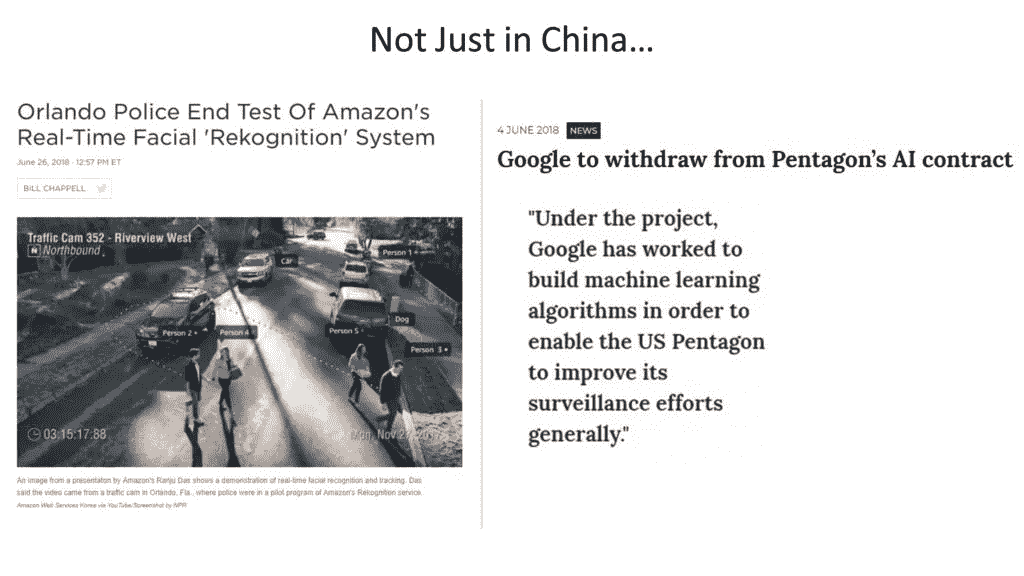 Not Just in China...
Orlando Police End Test Of Amazon's
Real-Time Facial 'Rekognition' System
June 26, 2018 · 12:57 PM ET
BILL CHAPPELL
Traffic Cam 352 - Riverview West
N Northbound
Car
Person 1
Person 2
Person 4
Dog
Person 5
Person 3
03:15:17:88
Mon, Nov 27
An image from a presentation by Amazon's Ranju Das shows a demonstration of real-time facial recognition and tracking. Das
said the video came from a traffic cam in Orlando, Fla., where police were in a pilot program of Amazon's Rekognition service.
Amazon Web Services Korea via YouTube/Screenshot by NPR
4 JUNE 2018 NEWS
Google to withdraw from Pentagon's AI contract
"Under the project,
Google has worked to
build machine learning
algorithms in order to
enable the US Pentagon
to improve its
surveillance efforts
generally."